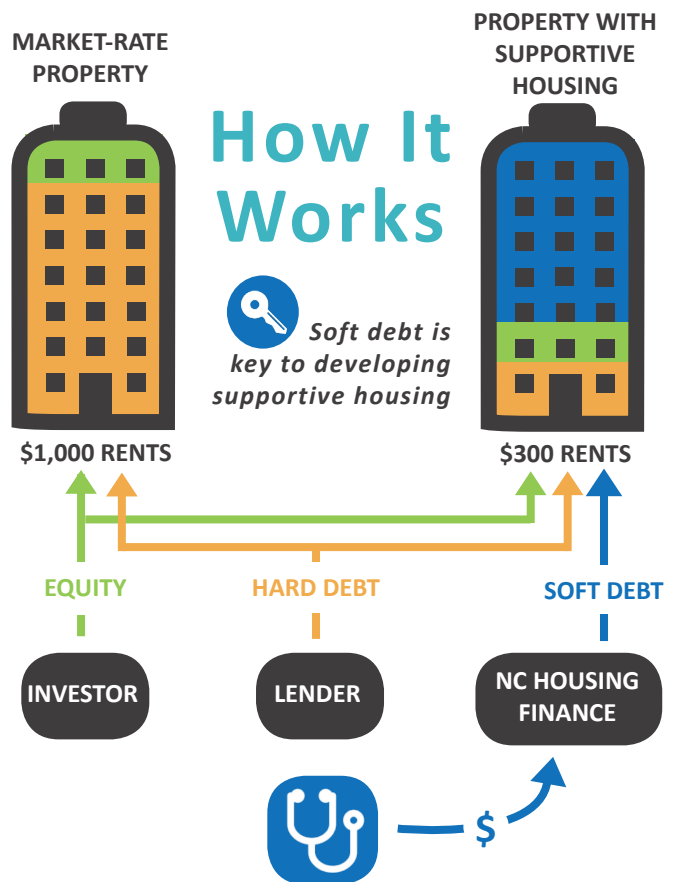 MARKET-RATE
PROPERTY
PROPERTY WITH
SUPPORTIVE
HOUSING
How It
Works
Soft debt is
key to developing
supportive housing
$1,000 RENTS
$300 RENTS
EQUITY
HARD DEBT
SOFT DEBT
INVESTOR
LENDER
NC HOUSING
FINANCE
$